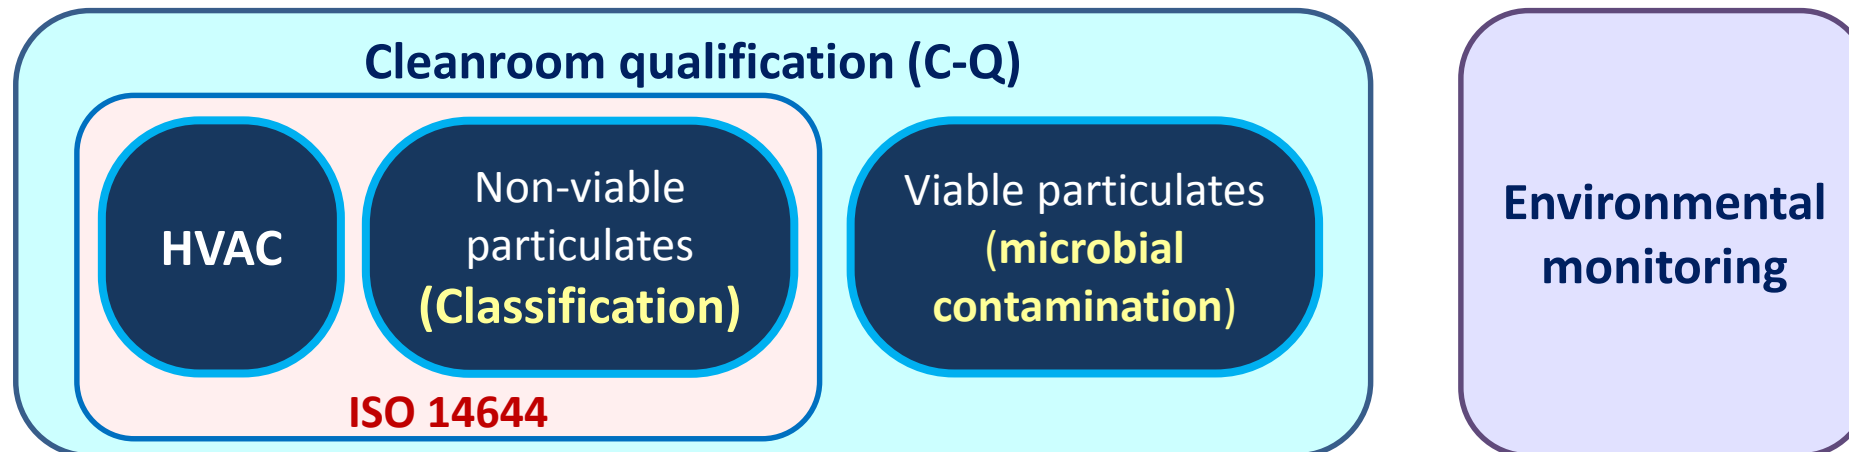 Cleanroom qualification (C-Q)
HVAC
Non-viable
particulates
(Classification)
ISO 14644
Viable particulates
(microbial
contamination)
Environmental
monitoring